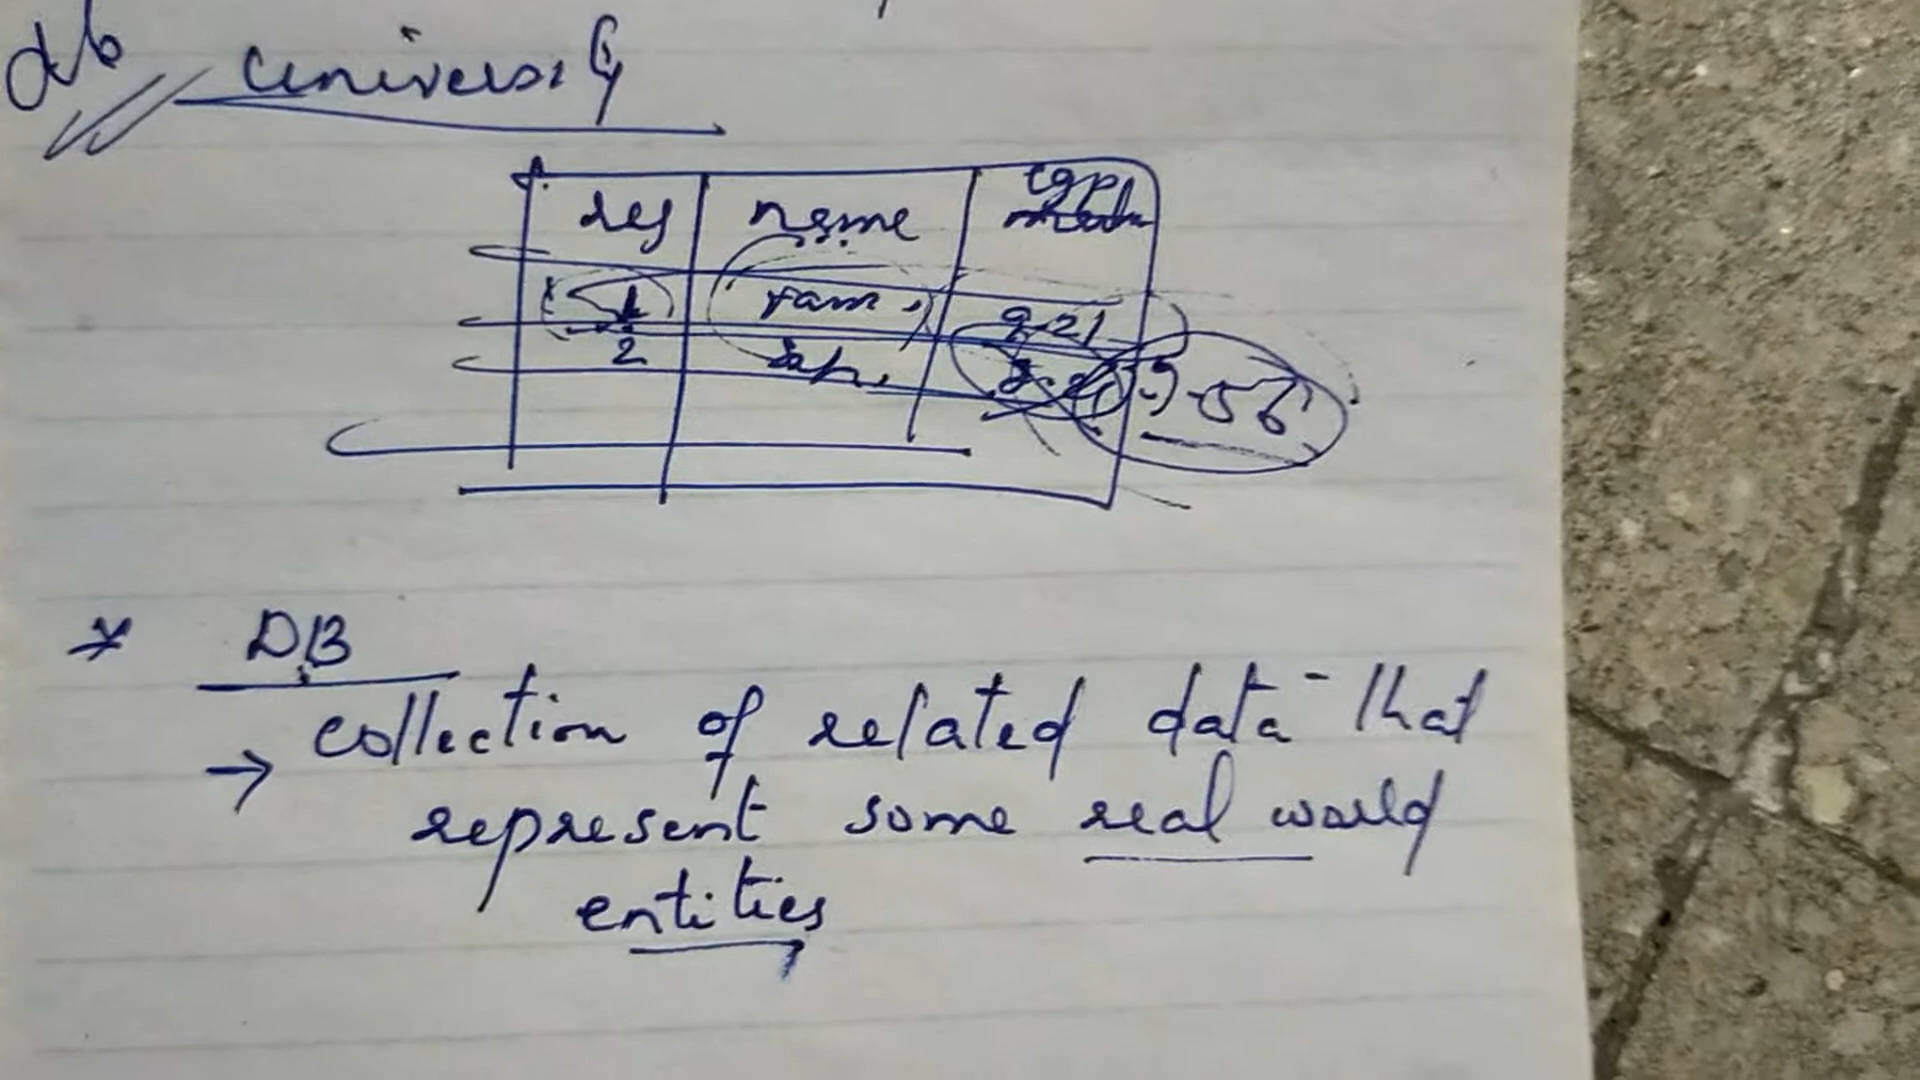 db university
reg name cgpa
1 ram 9.21
2
9.56
* DB
→ collection of related data that
represent some real world
entities